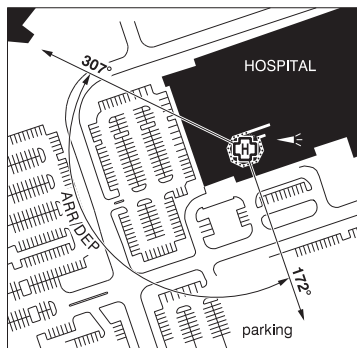 307°
HOSPITAL
H
ARR/DEP
172°
parking